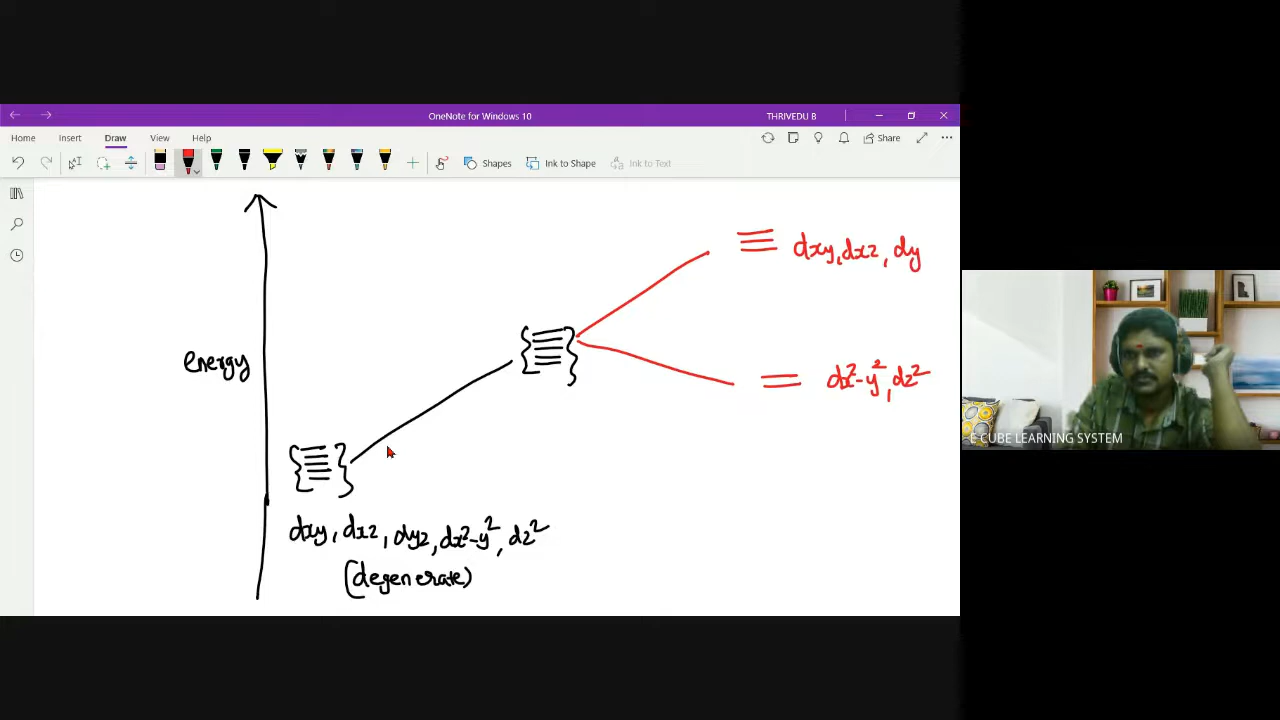 OneNote for Windows 10
THRIVEDU B
Home Insert Draw View Help
Share
Shapes Ink to Shape Ink to Text
dxy, dxz, dy
energy
dx²-y², dz²
E CUBE LEARNING SYSTEM
dxy, dxz, dyz, dx²-y², dz²
(degenerate)